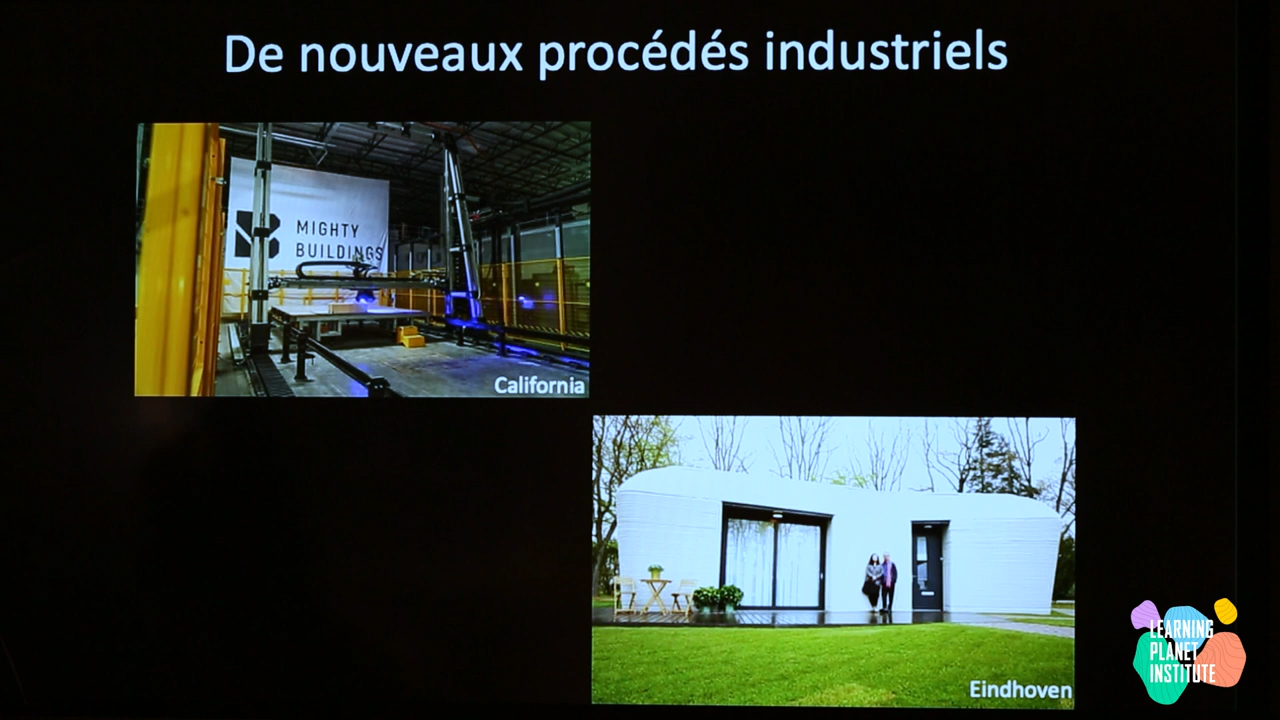 De nouveaux procédés industriels
MIGHTY
BUILDINGS
California
Eindhoven
LEARNING
PLANET
INSTITUTE